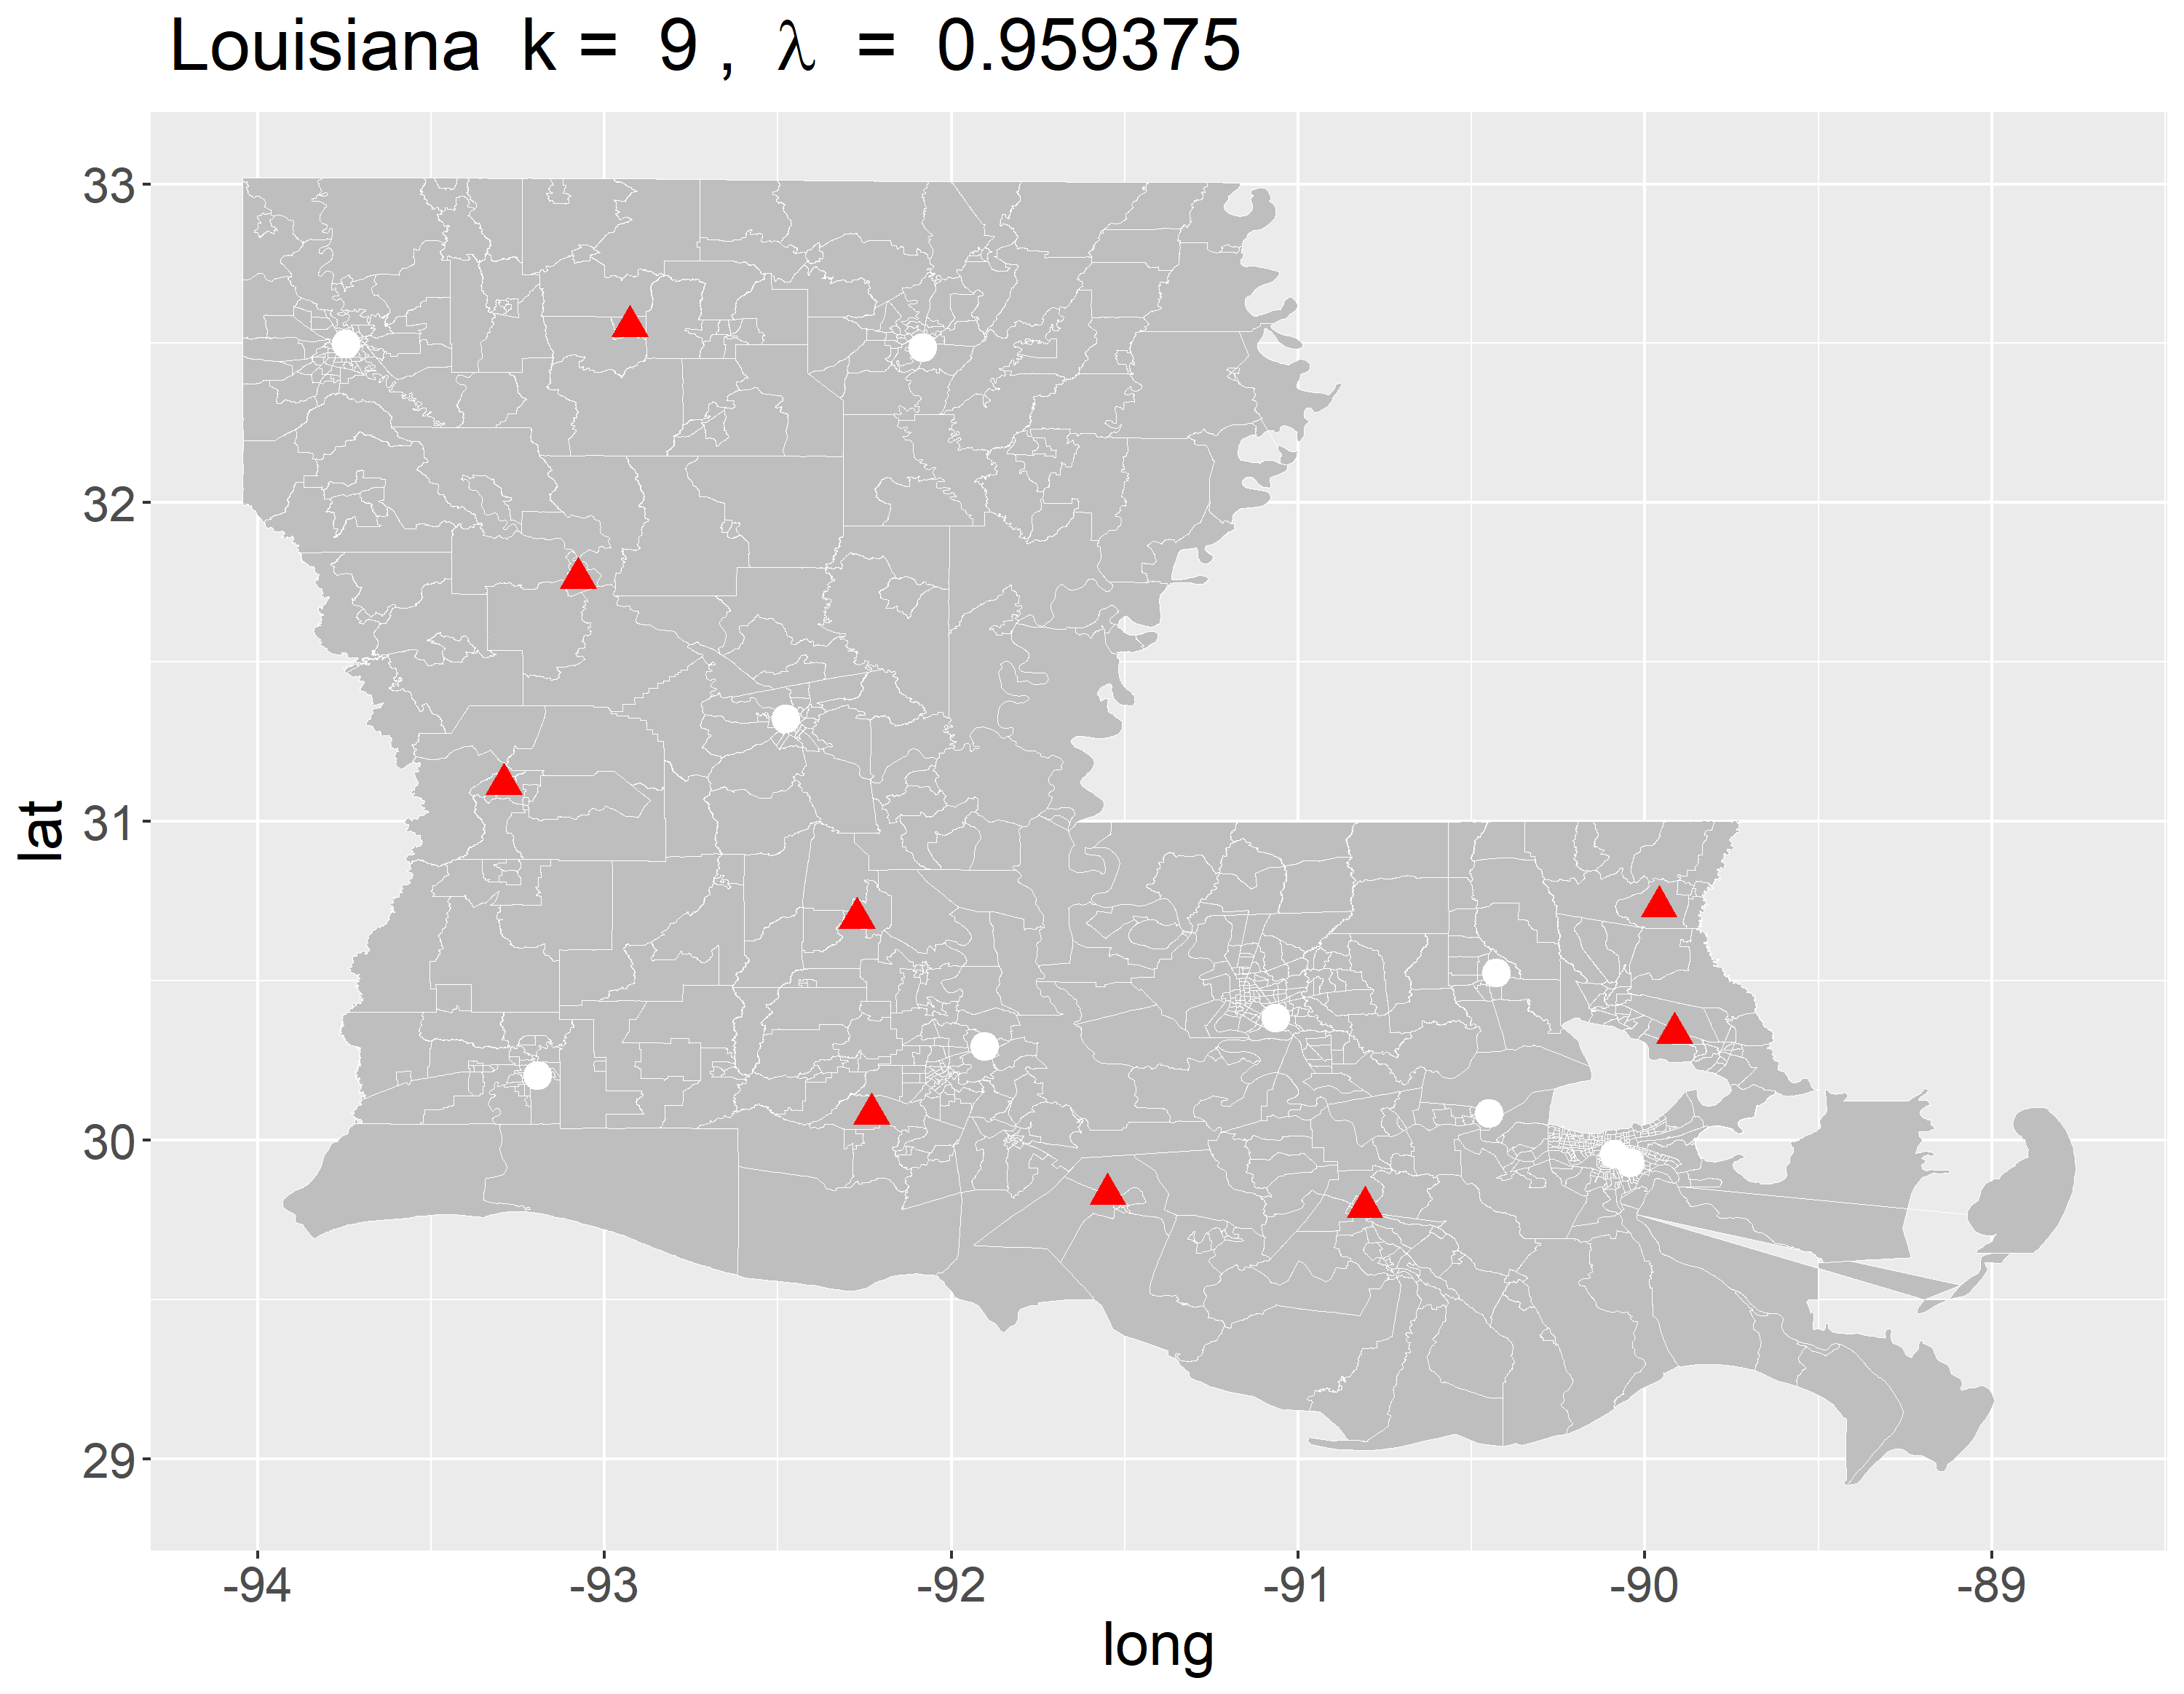 Louisiana k = 9 , λ = 0.959375
33
32
31
30
29
lat
-94 -93 -92 -91 -90 -89
long